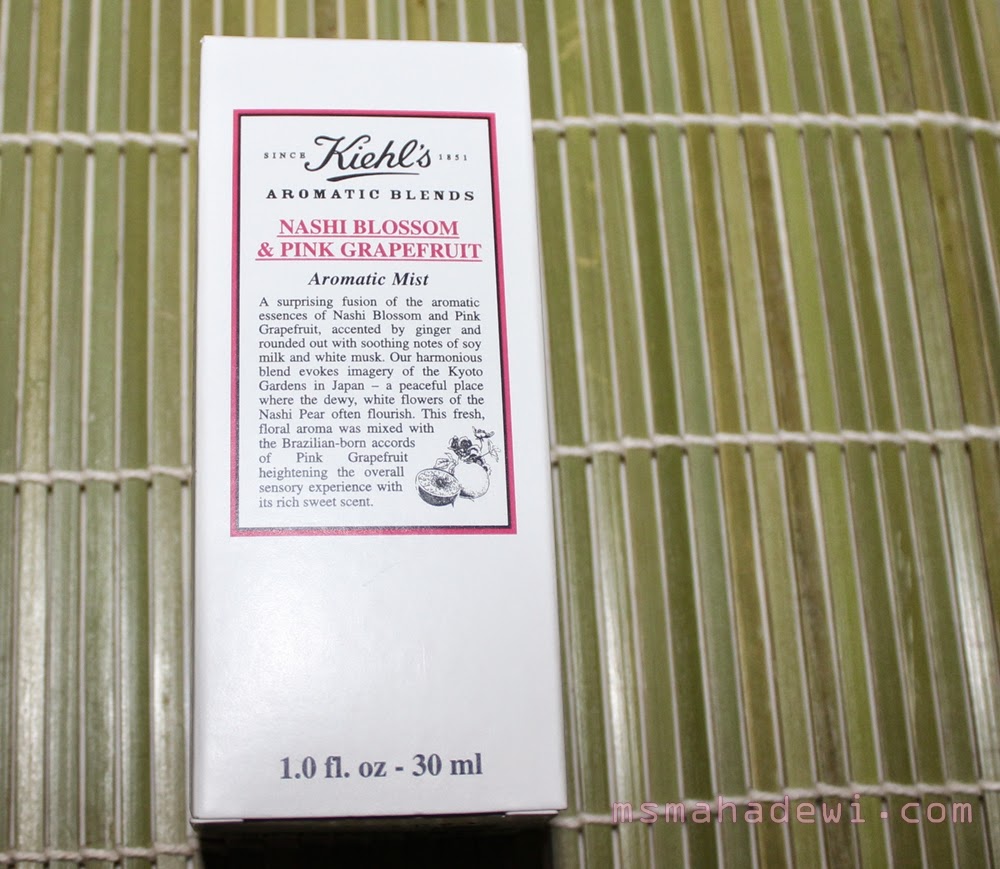 SINCE Kiehl's 1851
AROMATIC BLENDS
NASHI BLOSSOM
& PINK GRAPEFRUIT
Aromatic Mist
A surprising fusion of the aromatic
essences of Nashi Blossom and Pink
Grapefruit, accented by ginger and
rounded out with soothing notes of soy
milk and white musk. Our harmonious
blend evokes imagery of the Kyoto
Gardens in Japan – a peaceful place
where the dewy, white flowers of the
Nashi Pear often flourish. This fresh,
floral aroma was mixed with
the Brazilian-born accords
of Pink Grapefruit
heightening the overall
sensory experience with
its rich sweet scent.
1.0 fl. oz - 30 ml
msmahadewi.com